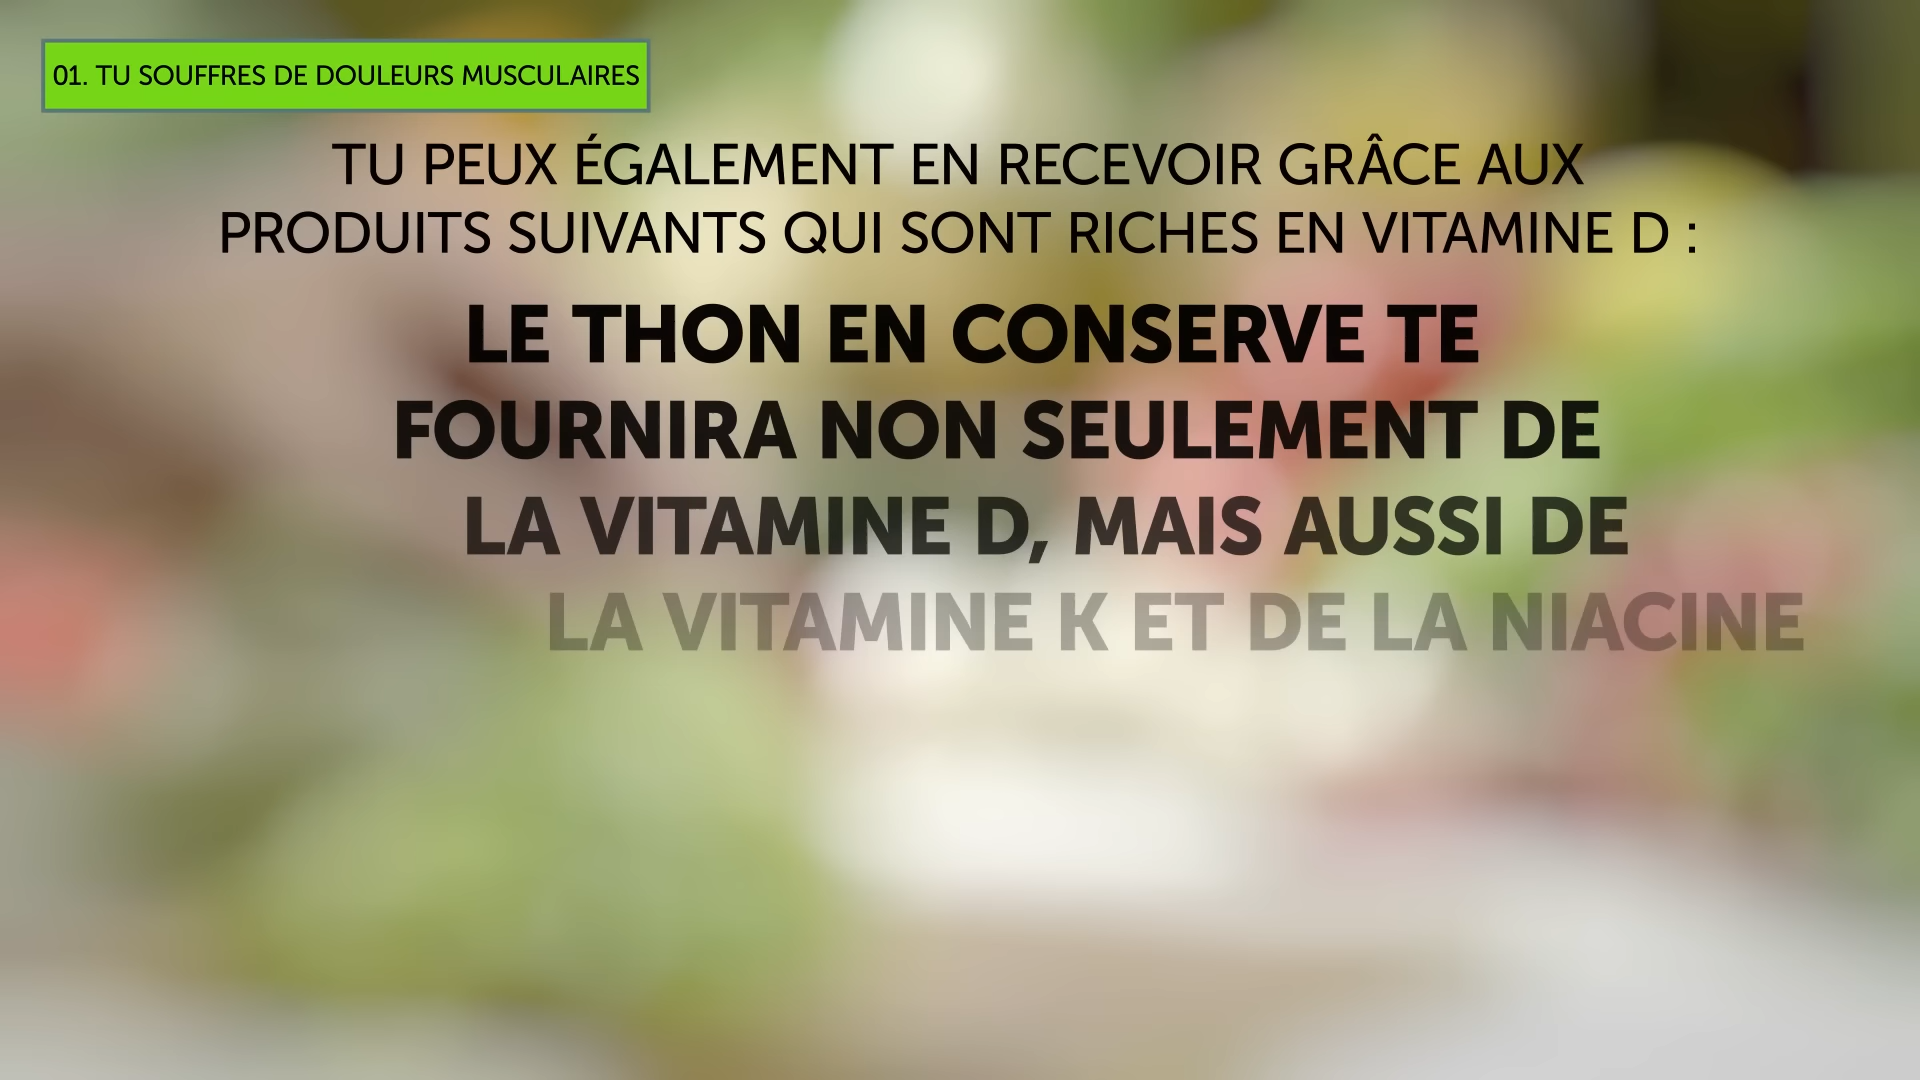 01. TU SOUFFRES DE DOULEURS MUSCULAIRES
TU PEUX ÉGALEMENT EN RECEVOIR GRÂCE AUX
PRODUITS SUIVANTS QUI SONT RICHES EN VITAMINE D :
LE THON EN CONSERVE TE
FOURNIRA NON SEULEMENT DE
LA VITAMINE D, MAIS AUSSI DE
LA VITAMINE K ET DE LA NIACINE